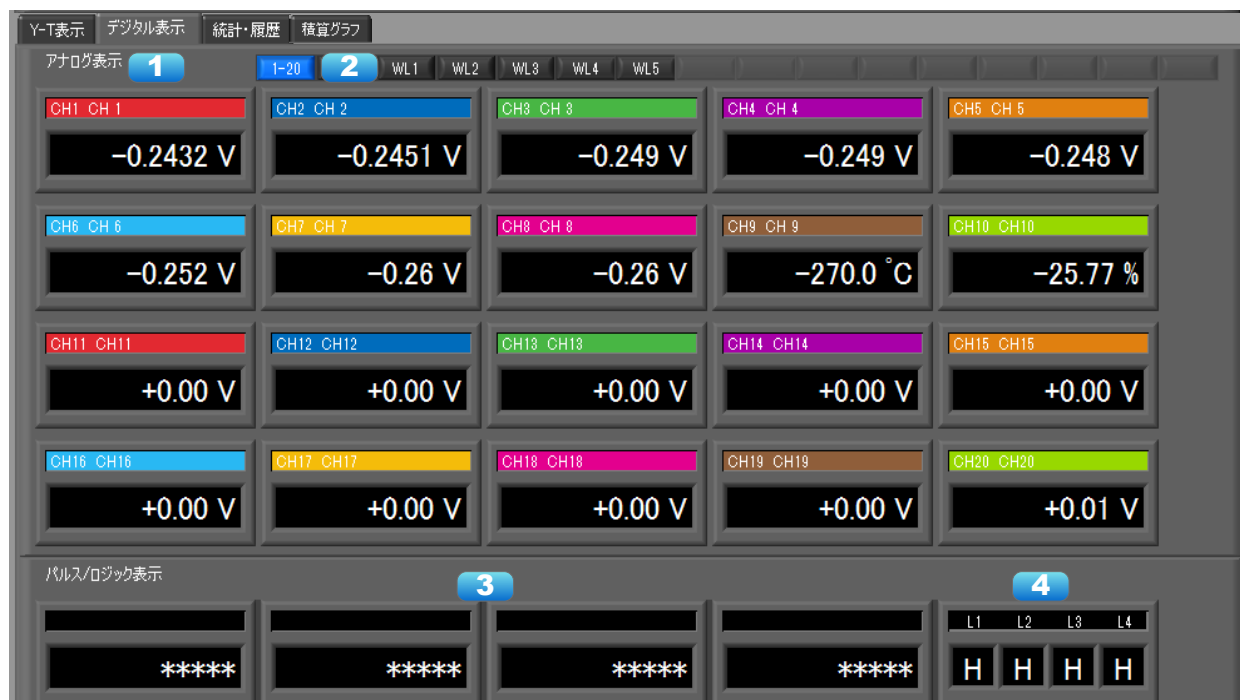 Y-T表示 デジタル表示 統計・履歴 積算グラフ
アナログ表示 1 1-20 2 WL1 WL2 WL3 WL4 WL5
CH1 CH 1 CH2 CH 2 CH3 CH 3 CH4 CH 4 CH5 CH 5
-0.2432 V -0.2451 V -0.249 V -0.249 V -0.248 V
CH6 CH 6 CH7 CH 7 CH8 CH 8 CH9 CH 9 CH10 CH10
-0.252 V -0.26 V -0.26 V -270.0 °C -25.77 %
CH11 CH11 CH12 CH12 CH13 CH13 CH14 CH14 CH15 CH15
+0.00 V +0.00 V +0.00 V +0.00 V +0.00 V
CH16 CH16 CH17 CH17 CH18 CH18 CH19 CH19 CH20 CH20
+0.00 V +0.00 V +0.00 V +0.00 V +0.01 V
パルス/ロジック表示 3 4
L1 L2 L3 L4
***** ***** ***** ***** H H H H